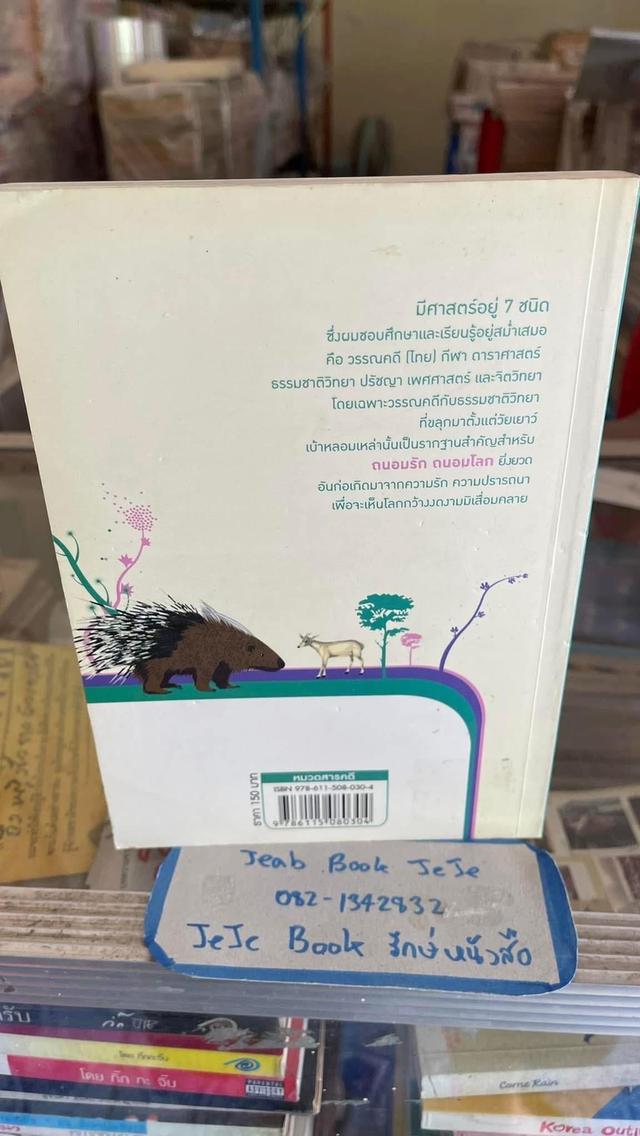 มีศาสตร์อยู่ 7 ชนิด
ซึ่งผมชอบศึกษาและเรียนรู้อยู่สม่ำเสมอ
คือ วรรณคดี (ไทย) กีฬา ดาราศาสตร์
ธรรมชาติวิทยา ปรัชญา เพศศาสตร์ และจิตวิทยา
โดยเฉพาะวรรณคดีกับธรรมชาติวิทยา
ที่ขลุกมาตั้งแต่วัยเยาว์
เบ้าหลอมเหล่านั้นเป็นรากฐานสำคัญสำหรับ
ถนอมรัก ถนอมโลก ยิ่งยวด
อันก่อเกิดมาจากความรัก ความปรารถนา
เพื่อจะเห็นโลกกว้างงดงามมิเสื่อมคลาย
หมวดสารคดี
ISBN 978-611-508-030-4
ราคา 150 บาท
9 786115 080304
Jeab Book JeJe
082-1342832
JeJe Book รักษ์หนังสือ
โดย กิ๊ก กะ จิ๊บ
PARENTAL
ADVISORY
Came Rain
Korea Out